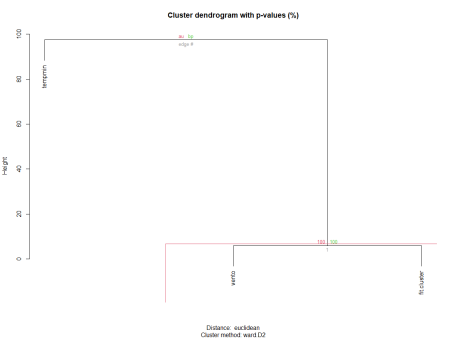 Cluster dendrogram with p-values (%)
100
au bp
edge #
80
60
40
20
0
Height
tempmin
100 100
1
vento
fit.cluster
Distance: euclidean
Cluster method: ward.D2